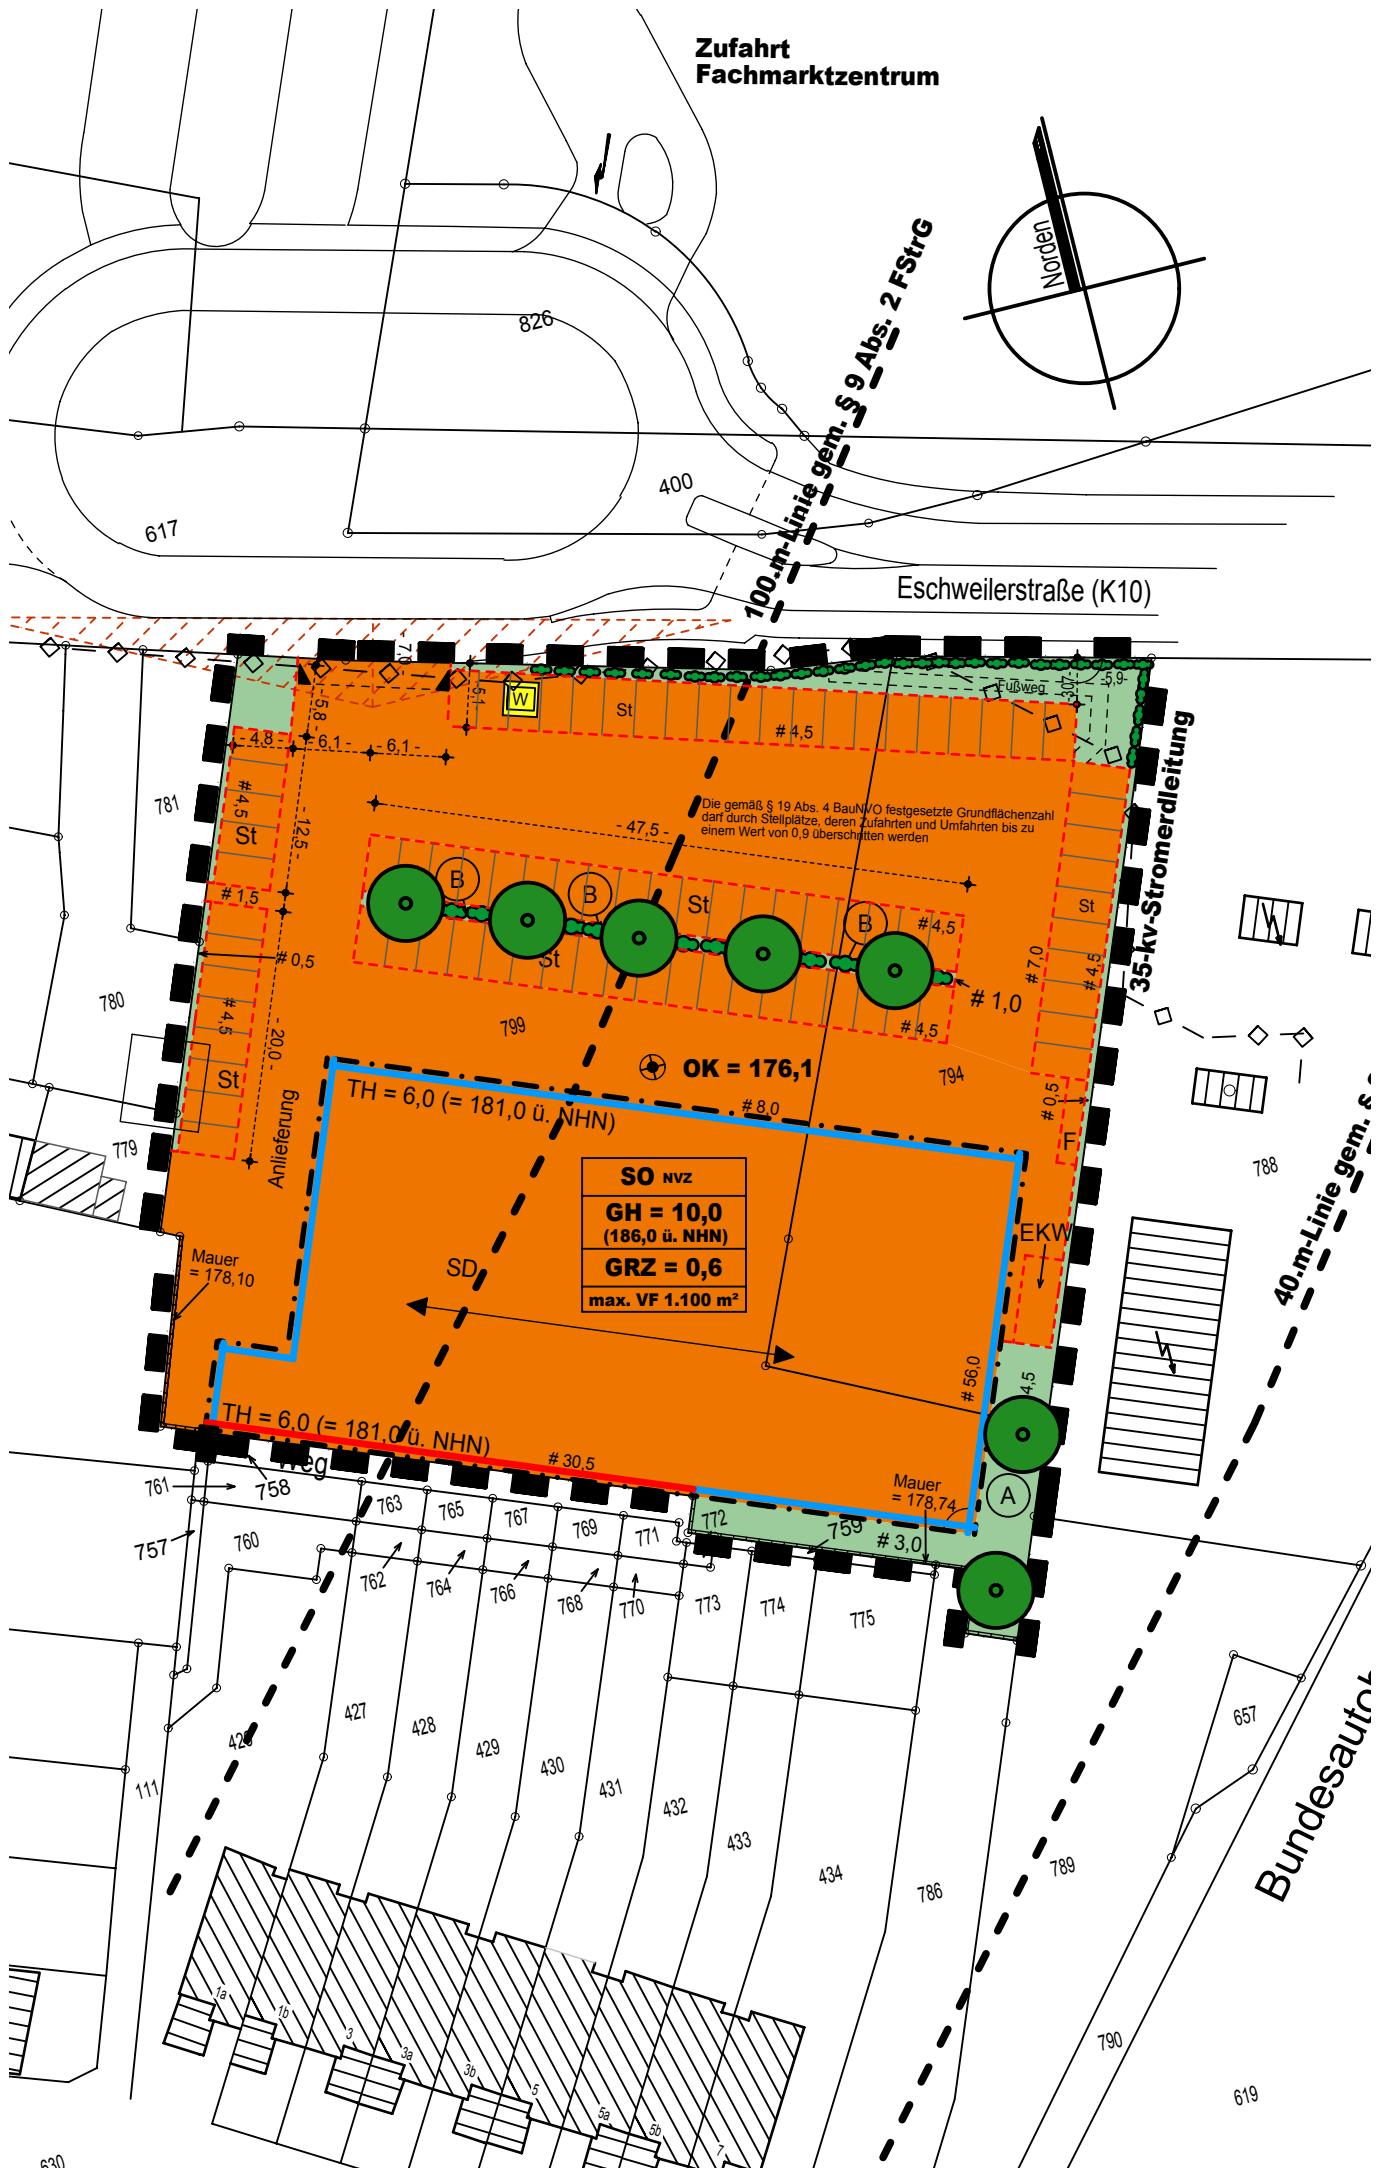 Zufahrt
Fachmarktzentrum
Norden
100.m-Linie gem. § 9 Abs. 2 FStrG
826
400
617
Eschweilerstraße (K10)
7,0
5,1
W
St
# 4,5
Fußweg
3,07
-5,9-
- 5,8 -
- 4,8 -
- 6,1 -
- 6,1 -
35-kv-Stromerdleitung
781
# 4,5
St
- 12,5 -
- 47,5 -
Die gemäß § 19 Abs. 4 BauNVO festgesetzte Grundflächenzahl
darf durch Stellplätze, deren Zufahrten und Umfahrten bis zu
einem Wert von 0,9 überschritten werden
# 1,5
B
B
B
St
# 4,5
St
St
# 7,0
# 4,5
# 0,5
780
# 4,5
- 20,0 -
St
799
# 1,0
# 4,5
OK = 176,1
794
779
Anlieferung
TH = 6,0 (= 181,0 ü. NHN)
# 8,0
# 0,5
F
788
40.m-Linie gem. §
SO NVZ
GH = 10,0
(186,0 ü. NHN)
GRZ = 0,6
max. VF 1.100 m²
EKW
Mauer
= 178,10
SD
# 56,0
4,5
TH = 6,0 (= 181,0 ü. NHN)
# 30,5
Weg
Mauer
= 178,74
A
761
758
763
765
767
769
771
772
759
# 3,0
757
760
762
764
766
768
770
773
774
775
427
428
429
430
431
432
433
434
786
789
657
Bundesautob
111
1a
1b
3
3a
3b
5
5a
5b
7
790
619
630